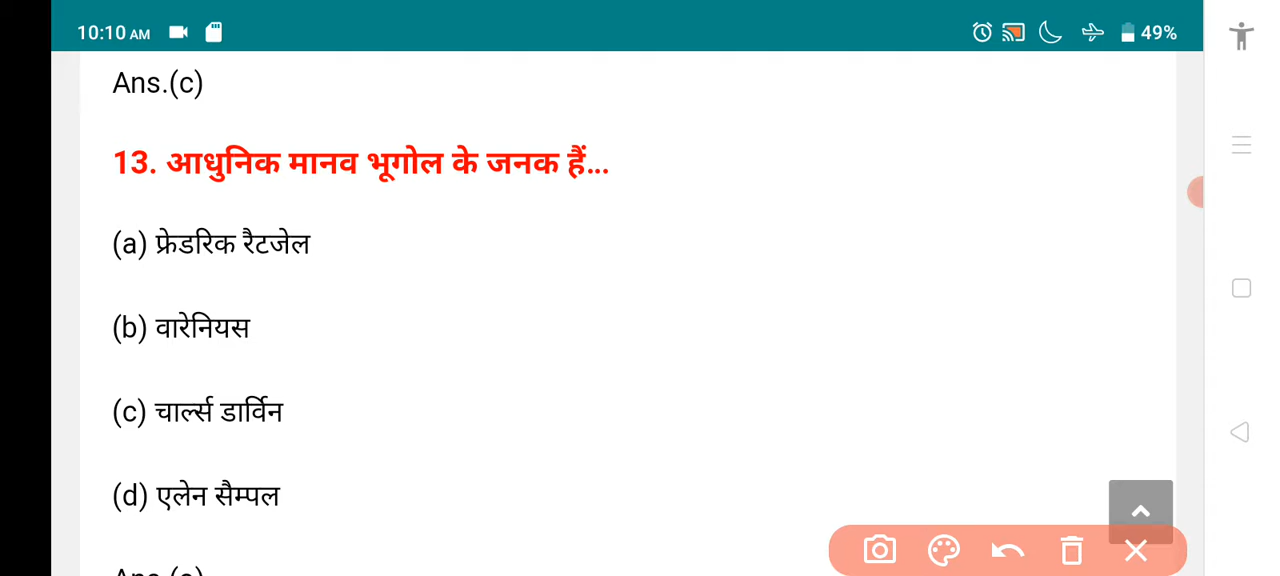 10:10 AM 49%
Ans.(c)
13. आधुनिक मानव भूगोल के जनक हैं...
(a) फ्रेडरिक रैटजेल
(b) वारेनियस
(c) चार्ल्स डार्विन
(d) एलेन सैम्पल